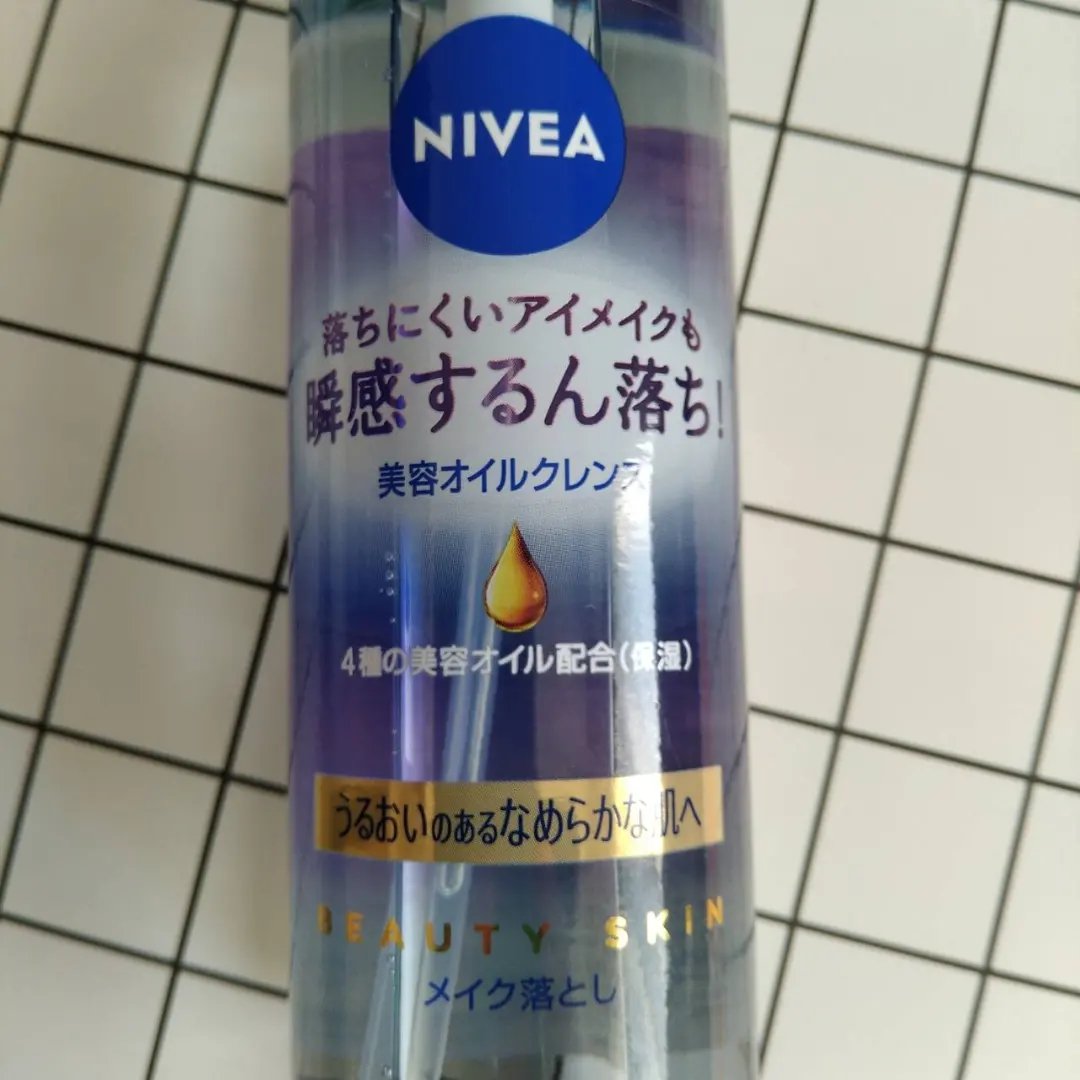 NIVEA
落ちにくいアイメイクも
瞬感するん落ち!
美容オイルクレンズ
4種の美容オイル配合(保湿)
うるおいのあるなめらかな肌へ
BEAUTY SKiN
メイク落とし